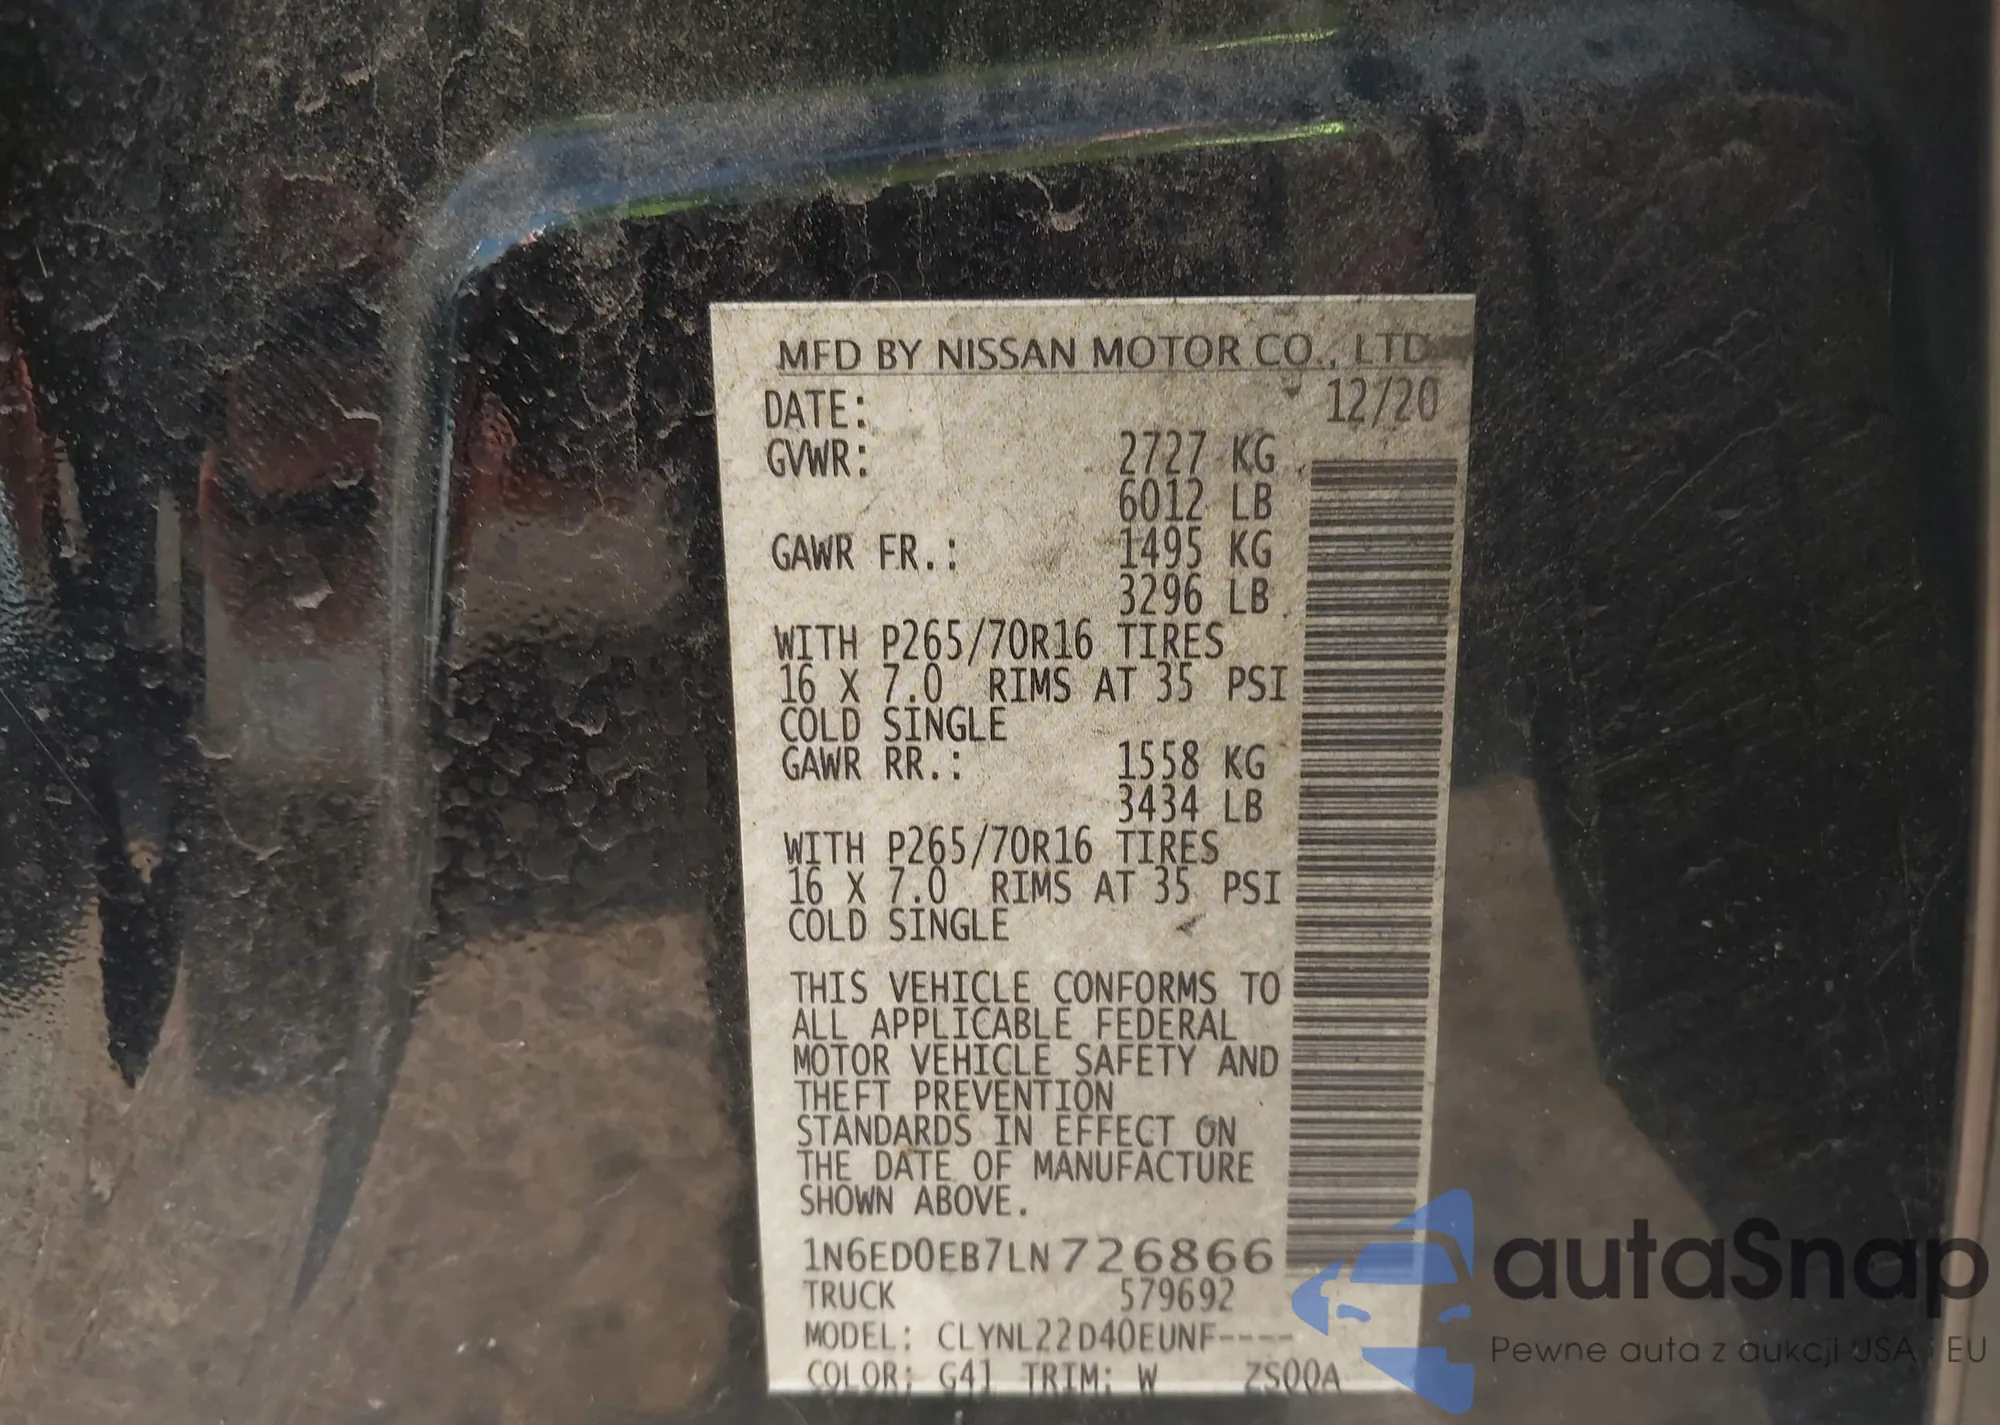 MFD BY NISSAN MOTOR CO., LTD
DATE: 12/20
GVWR: 2727 KG
6012 LB
GAWR FR.: 1495 KG
3296 LB
WITH P265/70R16 TIRES
16 X 7.0 RIMS AT 35 PSI
COLD SINGLE
GAWR RR.: 1558 KG
3434 LB
WITH P265/70R16 TIRES
16 X 7.0 RIMS AT 35 PSI
COLD SINGLE
THIS VEHICLE CONFORMS TO
ALL APPLICABLE FEDERAL
MOTOR VEHICLE SAFETY AND
THEFT PREVENTION
STANDARDS IN EFFECT ON
THE DATE OF MANUFACTURE
SHOWN ABOVE.
1N6ED0EB7LN726866
TRUCK 579692
MODEL: CLYNL22D40EUNF----
COLOR: G41 TRIM: W ZS00A
autaSnap
Pewne auta z aukcji USA i EU